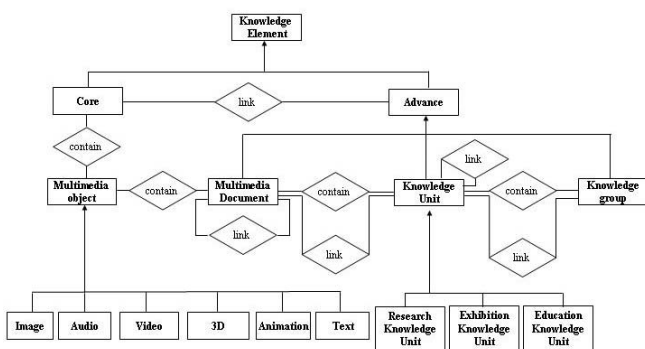 Knowledge
Element
Core
link
Advance
contain
link
Multimedia
object
contain
Multimedia
Document
contain
Knowledge
Unit
contain
Knowledge
group
link
link
link
Image
Audio
Video
3D
Animation
Text
Research
Knowledge
Unit
Exhibition
Knowledge
Unit
Education
Knowledge
Unit